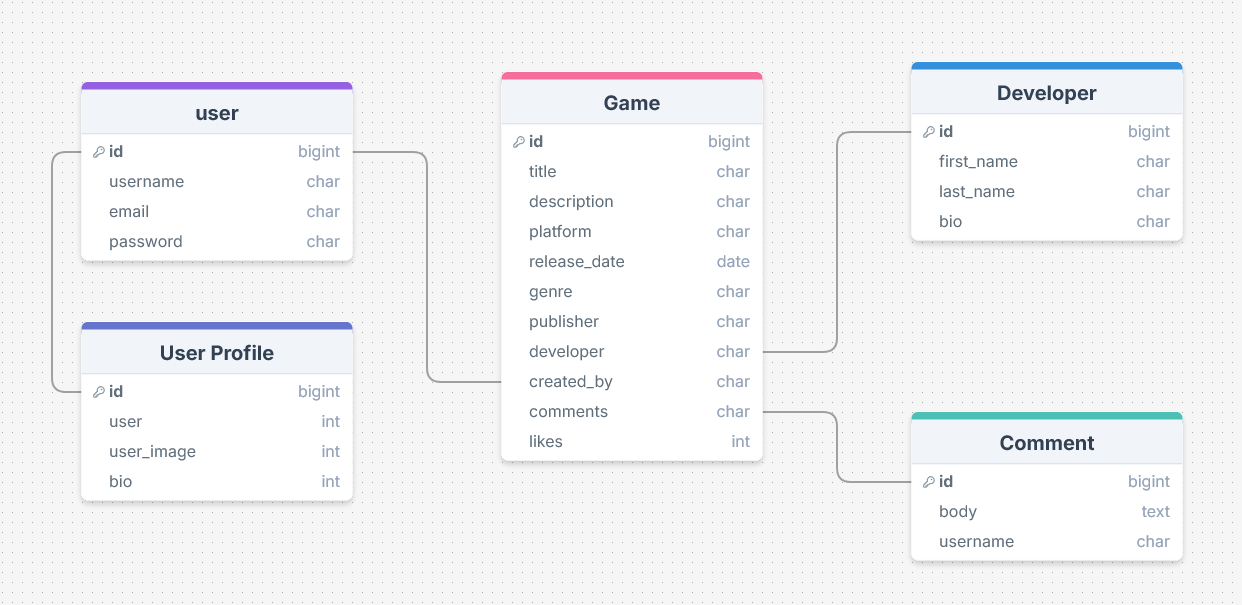 user
id bigint
username char
email char
password char
User Profile
id bigint
user int
user_image int
bio int
Game
id bigint
title char
description char
platform char
release_date date
genre char
publisher char
developer char
created_by char
comments char
likes int
Developer
id bigint
first_name char
last_name char
bio char
Comment
id bigint
body text
username char